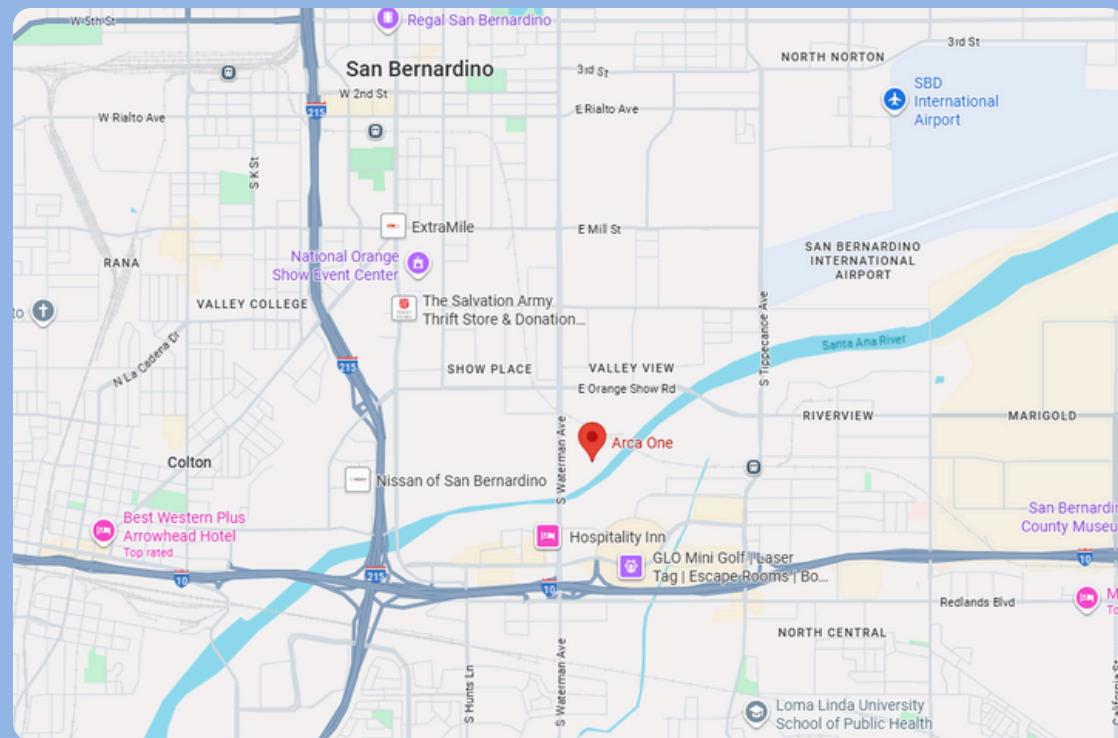 W 5th St
Regal San Bernardino
San Bernardino
W 2nd St
3rd St
NORTH NORTON
3rd St
SBD
International
Airport
215
W Rialto Ave
E Rialto Ave
S K St
ExtraMile
E Mill St
National Orange
Show Event Center
RANA
SAN BERNARDINO
INTERNATIONAL
AIRPORT
VALLEY COLLEGE
The Salvation Army
Thrift Store & Donation...
S Tippecanoe Ave
N La Cadena Dr
215
Santa Ana River
SHOW PLACE
VALLEY VIEW
E Orange Show Rd
RIVERVIEW
MARIGOLD
S Waterman Ave
Arca One
Colton
Nissan of San Bernardino
Best Western Plus
Arrowhead Hotel
Top rated
San Bernardin
County Museu
Hospitality Inn
GLO Mini Golf | Laser
Tag | Escape Rooms | Bo...
10
215
10
10
Redlands Blvd
M
To
NORTH CENTRAL
S Hunts Ln
S Waterman Ave
California St
Loma Linda University
School of Public Health